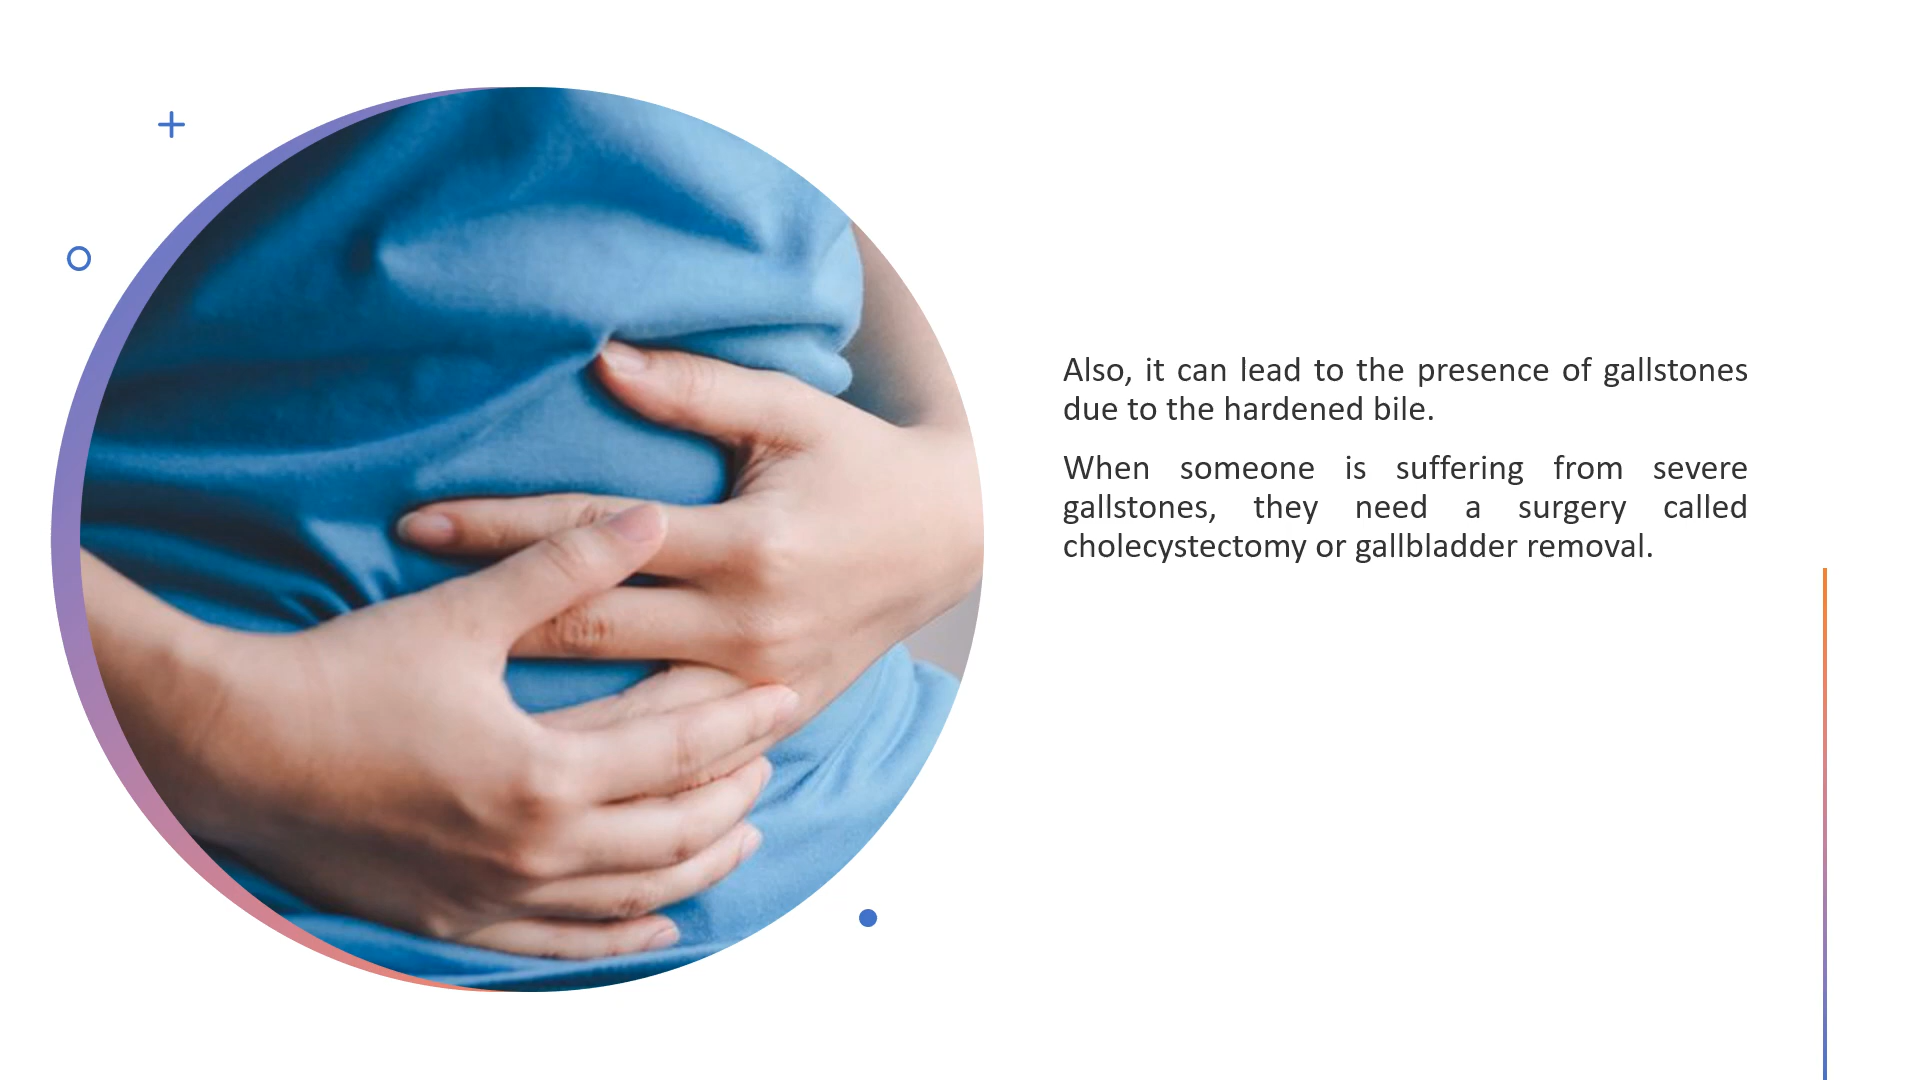 Also, it can lead to the presence of gallstones
due to the hardened bile.
When someone is suffering from severe
gallstones, they need a surgery called
cholecystectomy or gallbladder removal.